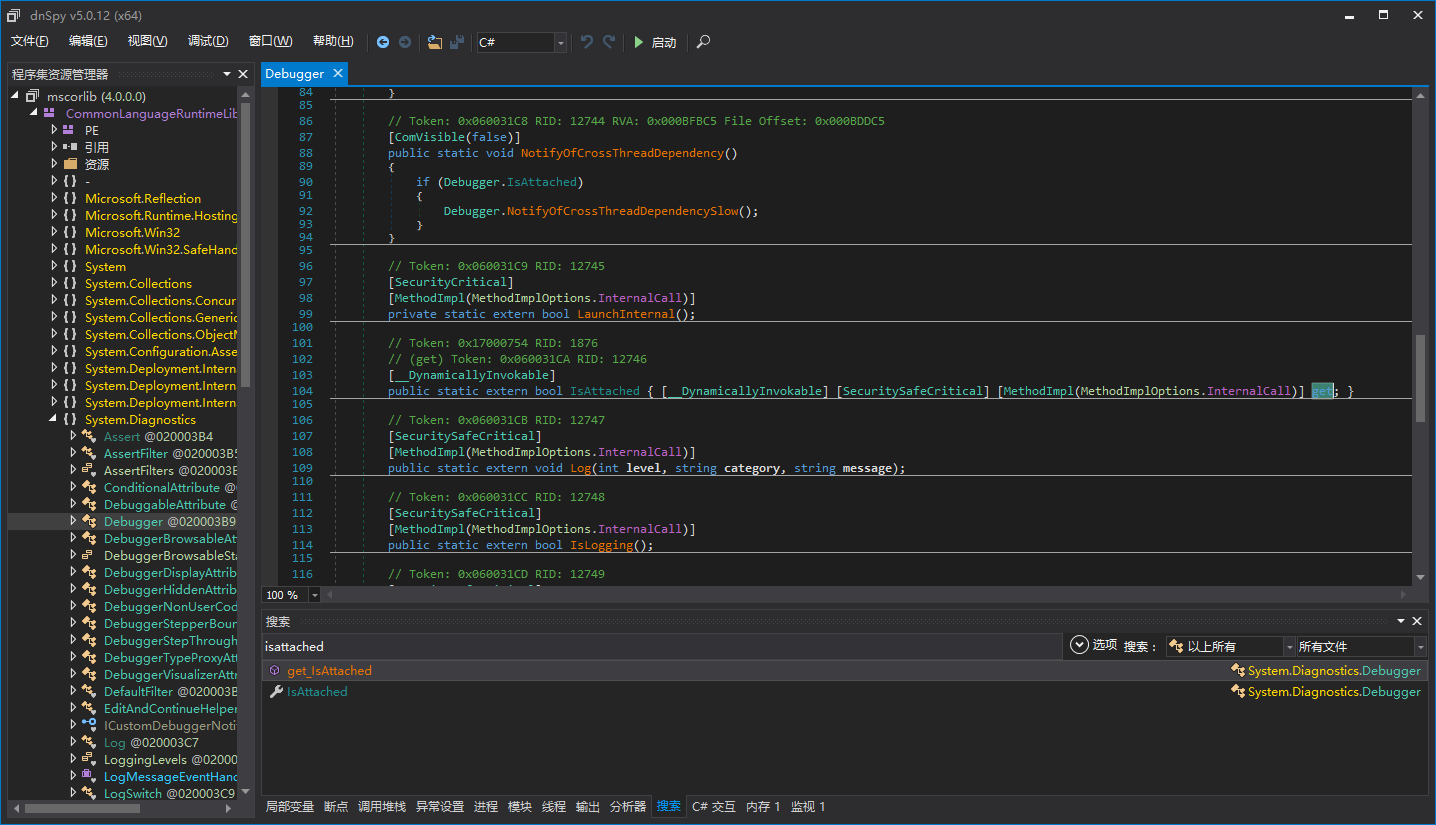 dnSpy v5.0.12 (x64)
文件(F) 编辑(E) 视图(V) 调试(D) 窗口(W) 帮助(H) C# 启动
程序集资源管理器
mscorlib (4.0.0.0)
CommonLanguageRuntimeLib
PE
引用
资源
-
Microsoft.Reflection
Microsoft.Runtime.Hosting
Microsoft.Win32
Microsoft.Win32.SafeHand
System
System.Collections
System.Collections.Concur
System.Collections.Generic
System.Collections.ObjectM
System.Configuration.Asse
System.Deployment.Intern
System.Deployment.Intern
System.Deployment.Intern
System.Diagnostics
Assert @020003B4
AssertFilter @020003B5
AssertFilters @020003B
ConditionalAttribute @
DebuggableAttribute @
Debugger @020003B9
DebuggerBrowsableAt
DebuggerBrowsableSta
DebuggerDisplayAttrib
DebuggerHiddenAttrib
DebuggerNonUserCod
DebuggerStepperBoun
DebuggerStepThrough
DebuggerTypeProxyAtt
DebuggerVisualizerAttr
DefaultFilter @020003B
EditAndContinueHelper
ICustomDebuggerNoti
Log @020003C7
LoggingLevels @02000
LogMessageEventHand
LogSwitch @020003C9
Debugger
84 }
85
86 // Token: 0x060031C8 RID: 12744 RVA: 0x000BFBC5 File Offset: 0x000BDDC5
87 [ComVisible(false)]
88 public static void NotifyOfCrossThreadDependency()
89 {
90 if (Debugger.IsAttached)
91 {
92 Debugger.NotifyOfCrossThreadDependencySlow();
93 }
94 }
95
96 // Token: 0x060031C9 RID: 12745
97 [SecurityCritical]
98 [MethodImpl(MethodImplOptions.InternalCall)]
99 private static extern bool LaunchInternal();
100
101 // Token: 0x17000754 RID: 1876
102 // (get) Token: 0x060031CA RID: 12746
103 [__DynamicallyInvokable]
104 public static extern bool IsAttached { [__DynamicallyInvokable] [SecuritySafeCritical] [MethodImpl(MethodImplOptions.InternalCall)] get; }
105
106 // Token: 0x060031CB RID: 12747
107 [SecuritySafeCritical]
108 [MethodImpl(MethodImplOptions.InternalCall)]
109 public static extern void Log(int level, string category, string message);
110
111 // Token: 0x060031CC RID: 12748
112 [SecuritySafeCritical]
113 [MethodImpl(MethodImplOptions.InternalCall)]
114 public static extern bool IsLogging();
115
116 // Token: 0x060031CD RID: 12749
100 %
搜索
isattached 选项 搜索： 以上所有 所有文件
get_IsAttached System.Diagnostics.Debugger
IsAttached System.Diagnostics.Debugger
局部变量 断点 调用堆栈 异常设置 进程 模块 线程 输出 分析器 搜索 C# 交互 内存 1 监视 1